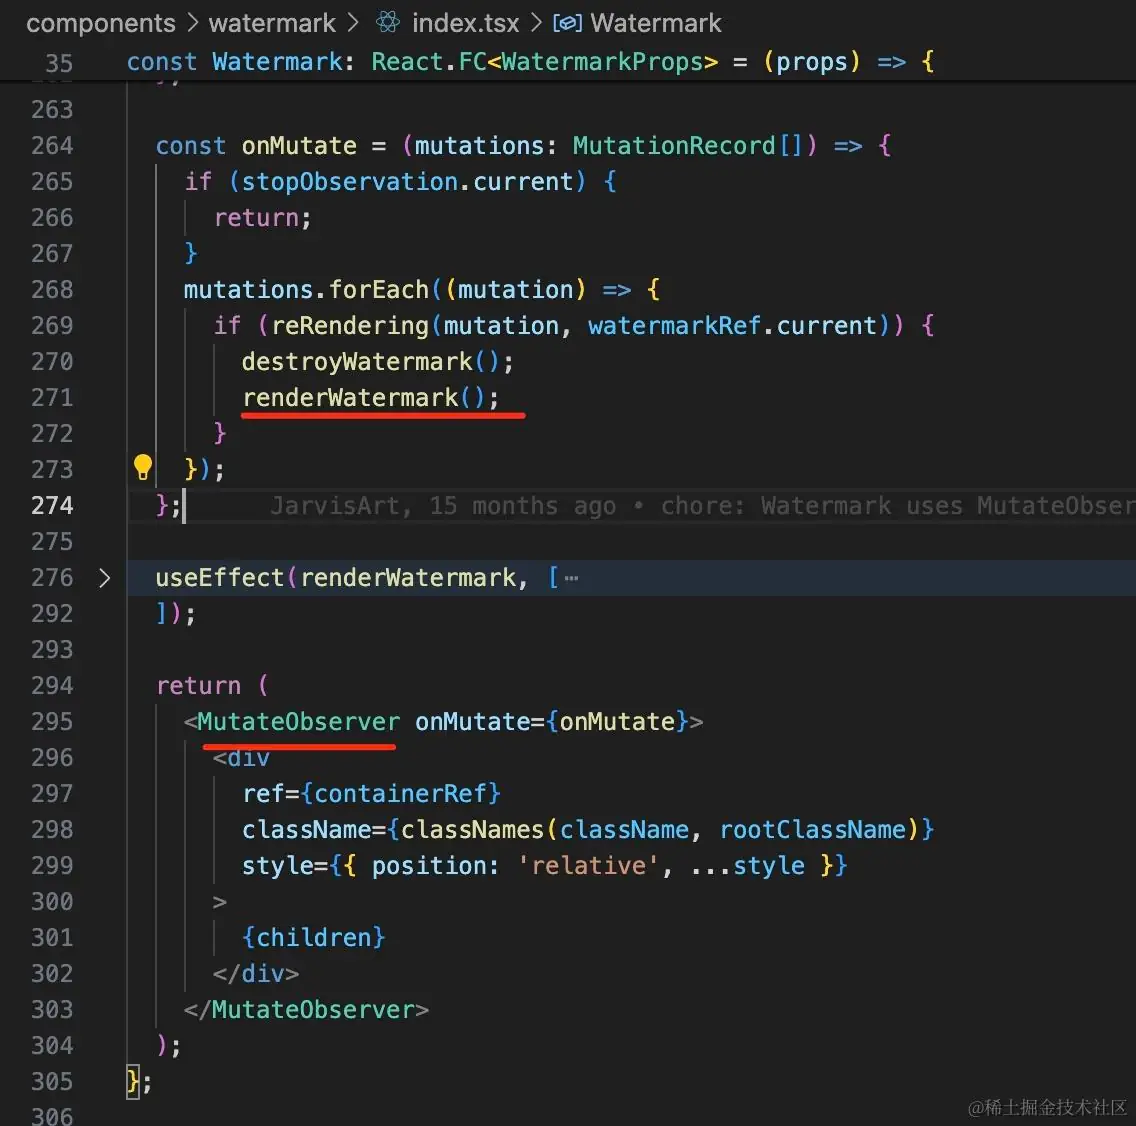 components > watermark > index.tsx > Watermark
35 const Watermark: React.FC<WatermarkProps> = (props) => {
263
264 const onMutate = (mutations: MutationRecord[]) => {
265 if (stopObservation.current) {
266 return;
267 }
268 mutations.forEach((mutation) => {
269 if (reRendering(mutation, watermarkRef.current)) {
270 destroyWatermark();
271 renderWatermark();
272 }
273 });
274 }; JarvisArt, 15 months ago • chore: Watermark uses MutateObser
275
276 > useEffect(renderWatermark, [⋯
292 ]);
293
294 return (
295 <MutateObserver onMutate={onMutate}>
296 <div
297 ref={containerRef}
298 className={classNames(className, rootClassName)}
299 style={{ position: 'relative', ...style }}
300 >
301 {children}
302 </div>
303 </MutateObserver>
304 );
305 };
306
@稀土掘金技术社区